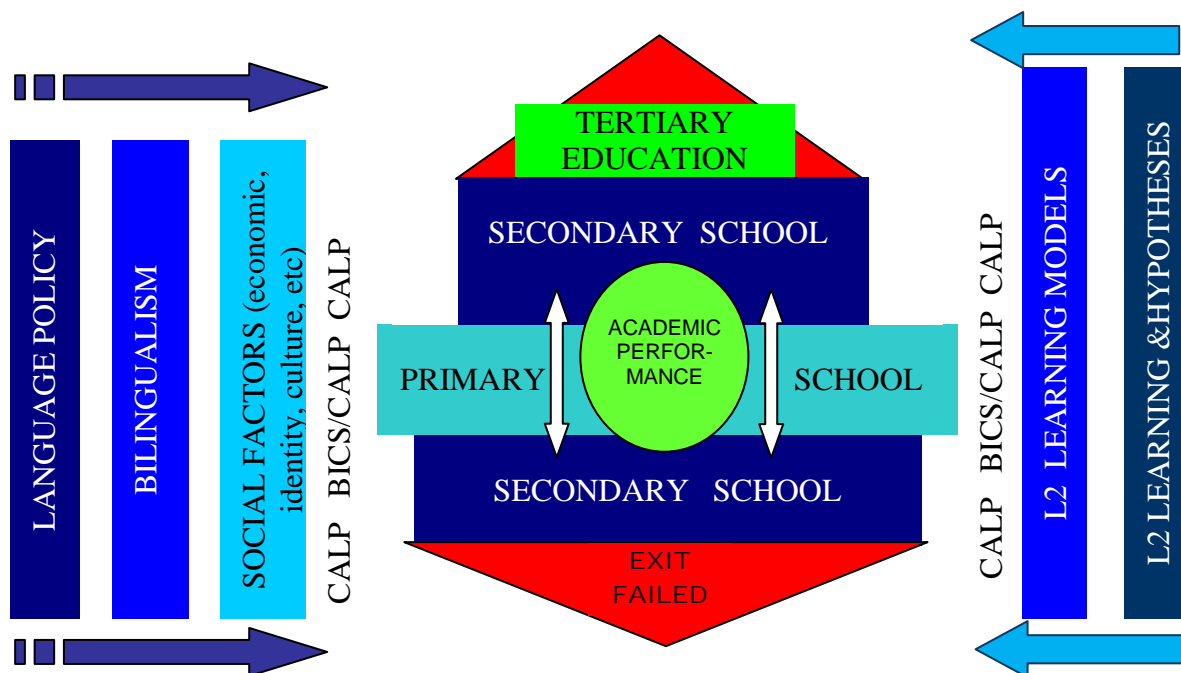 LANGUAGE POLICY
BILINGUALISM
SOCIAL FACTORS (economic,
identity, culture, etc)
CALP BICS/CALP CALP
TERTIARY
EDUCATION
SECONDARY SCHOOL
ACADEMIC
PERFOR-
MANCE
PRIMARY SCHOOL
SECONDARY SCHOOL
EXIT
FAILED
CALP BICS/CALP CALP
L2 LEARNING MODELS
L2 LEARNING &HYPOTHESES